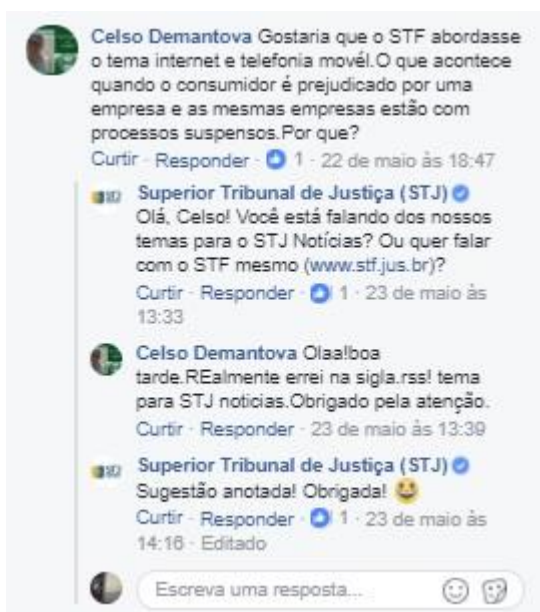 Celso Demantova Gostaria que o STF abordasse
o tema internet e telefonia movél.O que acontece
quando o consumidor é prejudicado por uma
empresa e as mesmas empresas estão com
processos suspensos.Por que?
Curtir · Responder · 1 · 22 de maio às 18:47
Superior Tribunal de Justiça (STJ)
Olá, Celso! Você está falando dos nossos
temas para o STJ Notícias? Ou quer falar
com o STF mesmo (www.stf.jus.br)?
Curtir · Responder · 1 · 23 de maio às
13:33
Celso Demantova Olaa!boa
tarde.REalmente errei na sigla.rss! tema
para STJ noticias.Obrigado pela atenção.
Curtir · Responder · 23 de maio às 13:39
Superior Tribunal de Justiça (STJ)
Sugestão anotada! Obrigada! 😃
Curtir · Responder · 1 · 23 de maio às
14:16 · Editado
Escreva uma resposta...